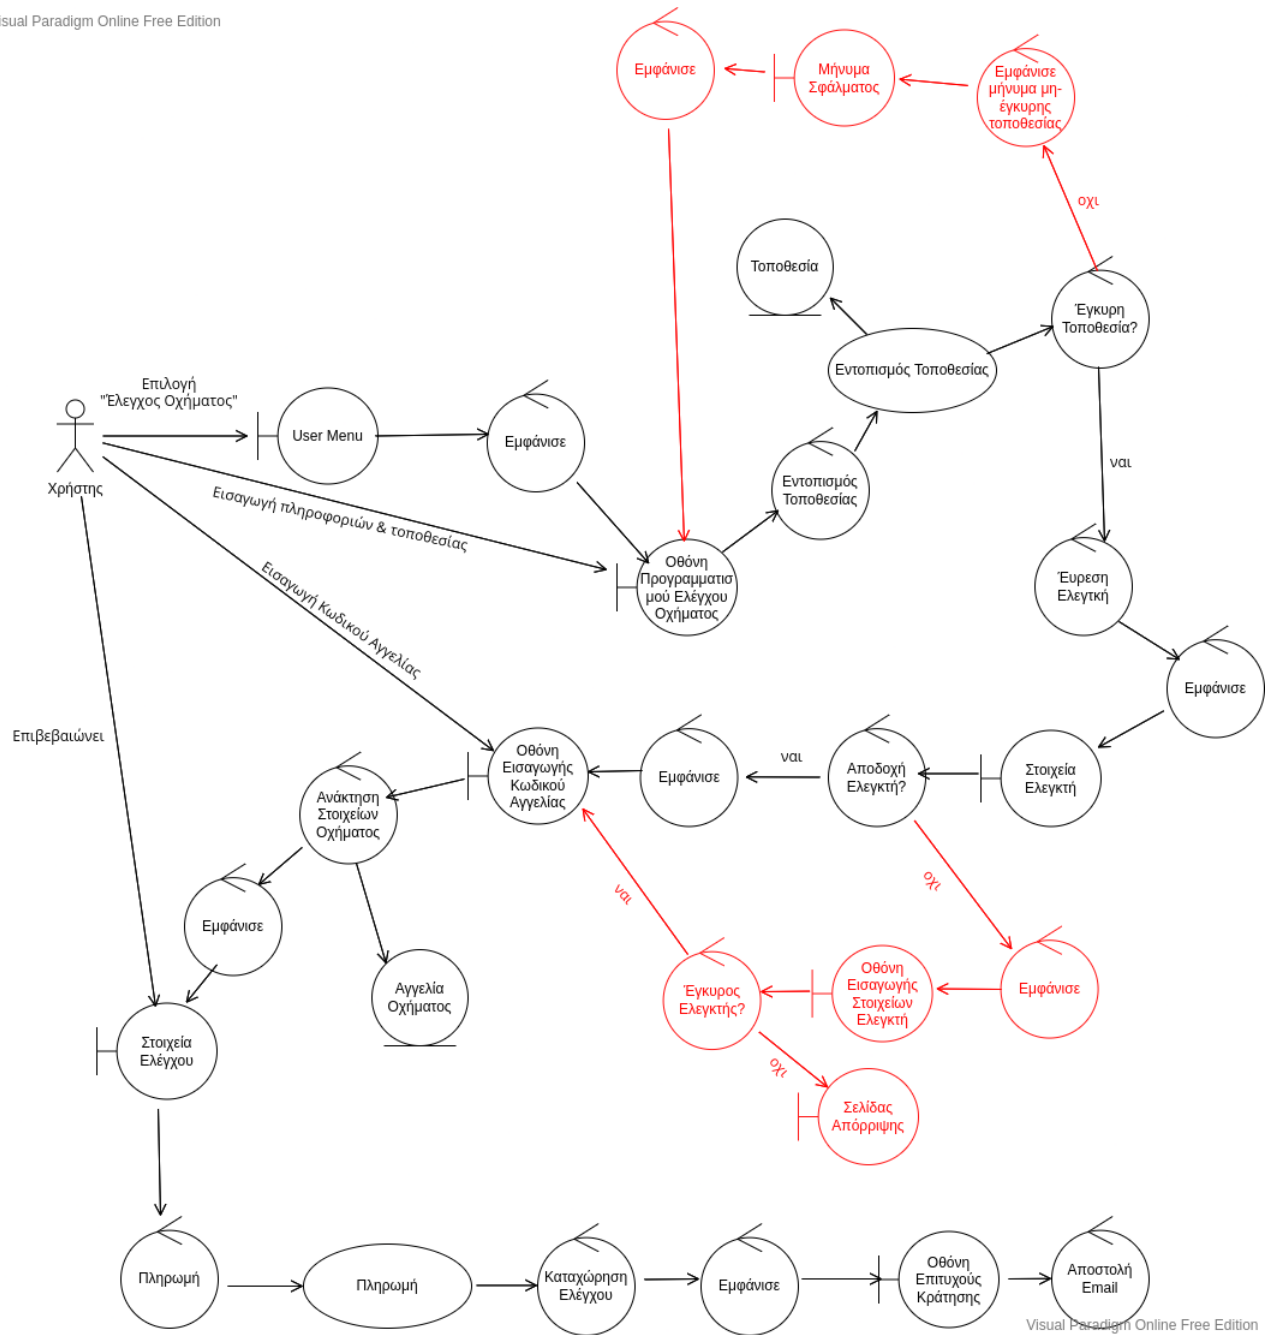 Visual Paradigm Online Free Edition
Εμφάνισε
Μήνυμα
Σφάλματος
Εμφάνισε
μήνυμα μη-
έγκυρης
τοποθεσίας
οχι
Τοποθεσία
Έγκυρη
Τοποθεσία?
Εντοπισμός Τοποθεσίας
Επιλογή
"Έλεγχος Οχήματος"
User Menu
Εμφάνισε
Χρήστης
Εντοπισμός
Τοποθεσίας
ναι
Εισαγωγή πληροφοριών & τοποθεσίας
Οθόνη
Προγραμματισ
μού Ελέγχου
Οχήματος
Έυρεση
Ελεγτκή
Εισαγωγή Κωδικού Αγγελίας
Εμφάνισε
Επιβεβαιώνει
Οθόνη
Εισαγωγής
Κωδικού
Αγγελίας
Εμφάνισε
ναι
Αποδοχή
Ελεγκτή?
Στοιχεία
Ελεγκτή
Ανάκτηση
Στοιχείων
Οχήματος
οχι
ναι
Εμφάνισε
Αγγελία
Οχήματος
Έγκυρος
Ελεγκτής?
Οθόνη
Εισαγωγής
Στοιχείων
Ελεγκτή
Εμφάνισε
Στοιχεία
Ελέγχου
οχι
Σελίδας
Απόρριψης
Πληρωμή
Πληρωμή
Καταχώρηση
Ελέγχου
Εμφάνισε
Οθόνη
Επιτυχούς
Κράτησης
Αποστολή
Email
Visual Paradigm Online Free Edition